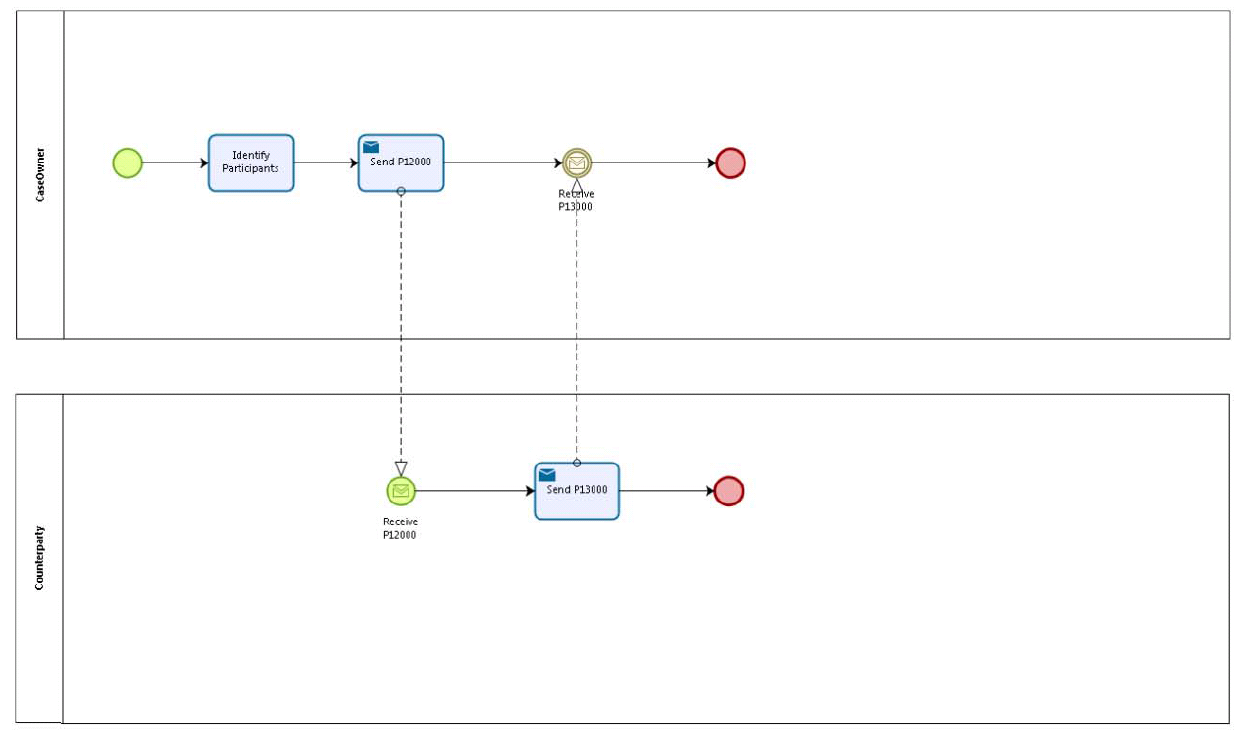 CaseOwner
Identify
Participants
Send P12000
Receive
P13000
Counterparty
Receive
P12000
Send P13000